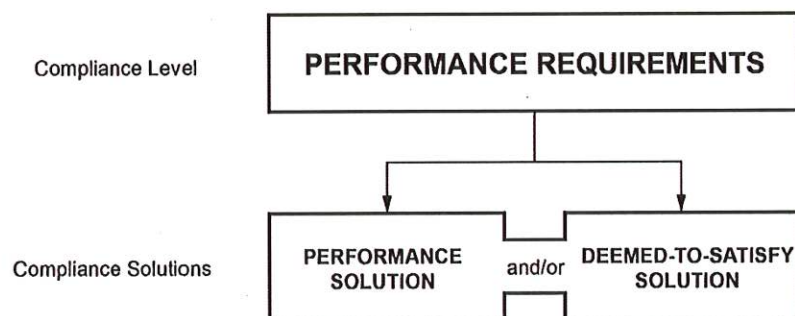 Compliance Level
PERFORMANCE REQUIREMENTS
Compliance Solutions
PERFORMANCE
SOLUTION
and/or
DEEMED-TO-SATISFY
SOLUTION